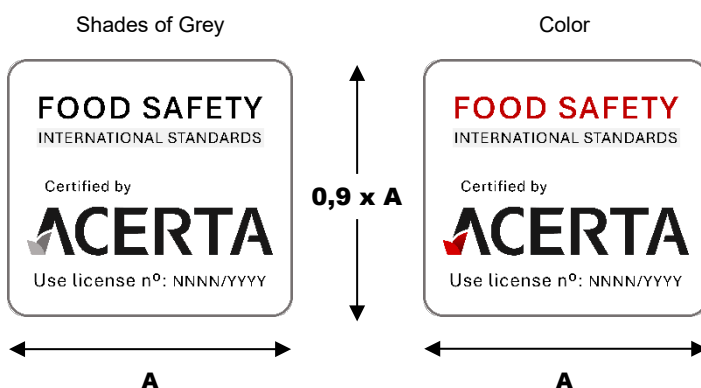 Shades of Grey
FOOD SAFETY
INTERNATIONAL STANDARDS
Certified by
ACERTA
Use license nº: NNNN/YYYY
A
0,9 x A
Color
FOOD SAFETY
INTERNATIONAL STANDARDS
Certified by
ACERTA
Use license nº: NNNN/YYYY
A